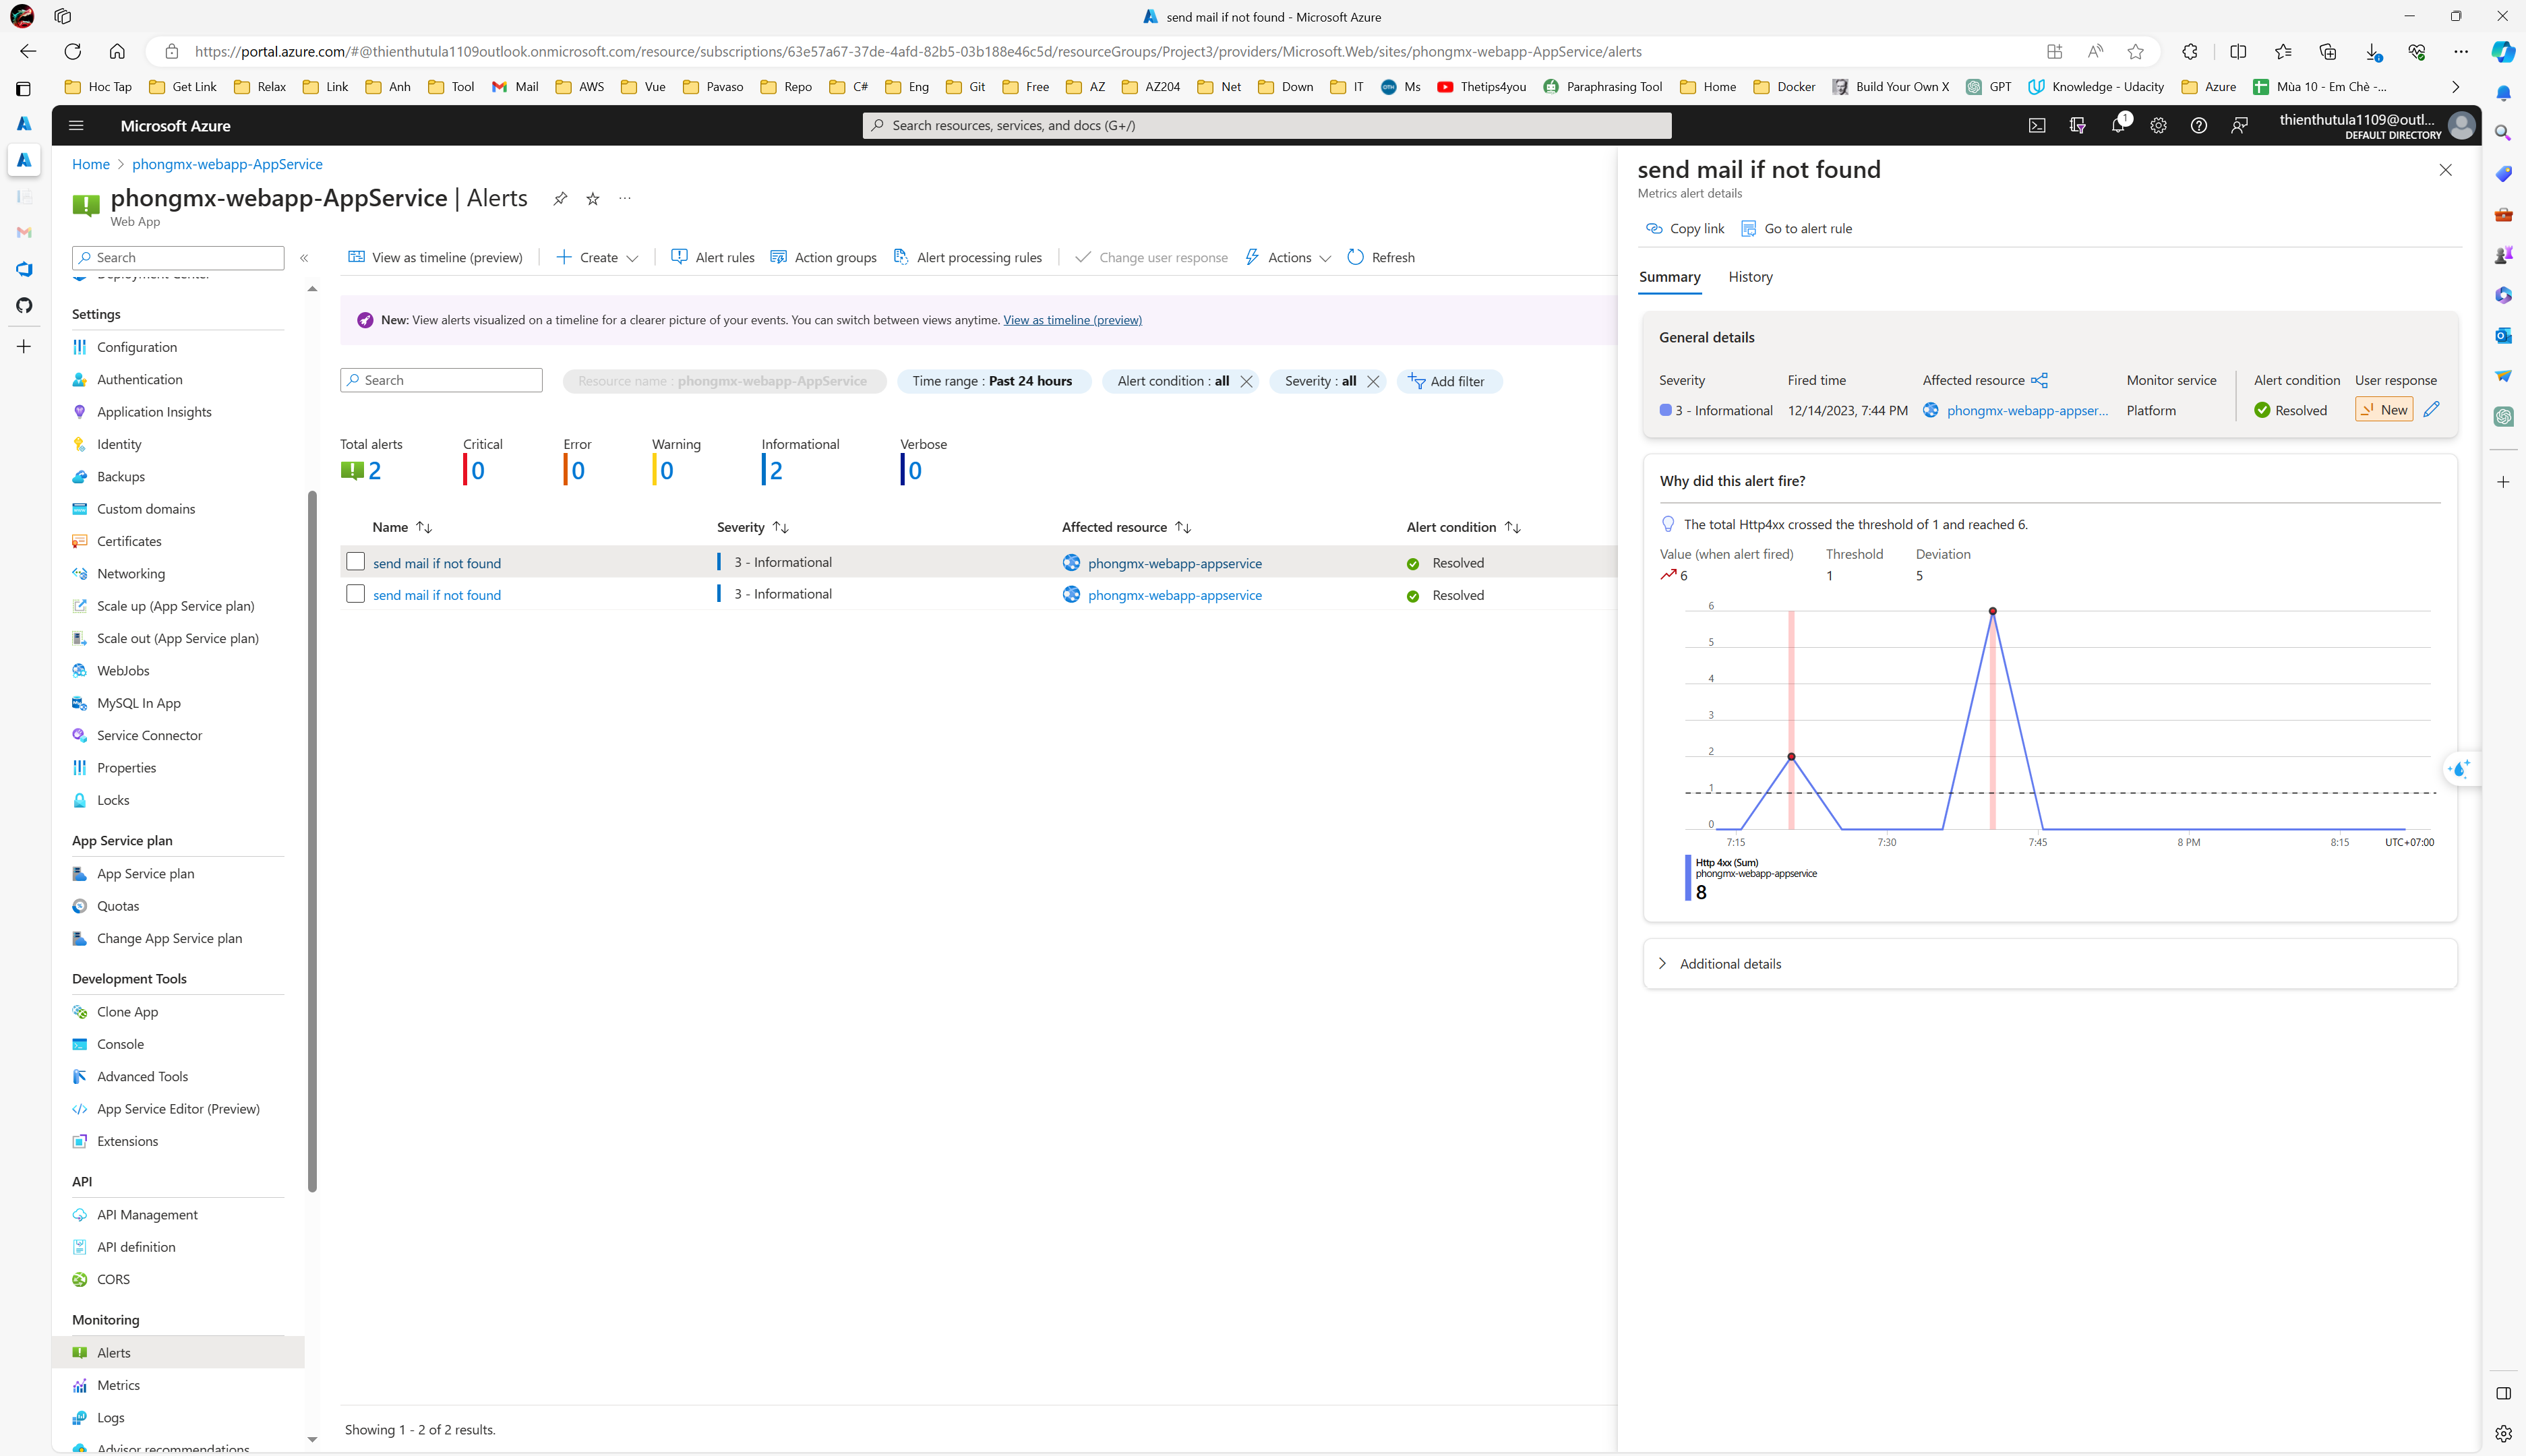 send mail if not found - Microsoft Azure
https://portal.azure.com/#@thienthutula1109outlook.onmicrosoft.com/resource/subscriptions/63e57a67-37de-4afd-82b5-03b188e46c5d/resourceGroups/Project3/providers/Microsoft.Web/sites/phongmx-webapp-AppService/alerts
Hoc Tap Get Link Relax Link Anh Tool Mail AWS Vue Pavaso Repo C# Eng Git Free AZ AZ204 Net Down IT Ms Thetips4you Paraphrasing Tool Home Docker Build Your Own X GPT Knowledge - Udacity Azure Mùa 10 - Em Chè -...
Microsoft Azure
Search resources, services, and docs (G+/)
1
thienthutula1109@outl...
DEFAULT DIRECTORY
Home > phongmx-webapp-AppService
phongmx-webapp-AppService | Alerts
Web App
Search
Deployment Center
Settings
Configuration
Authentication
Application Insights
Identity
Backups
Custom domains
Certificates
Networking
Scale up (App Service plan)
Scale out (App Service plan)
WebJobs
MySQL In App
Service Connector
Properties
Locks
App Service plan
App Service plan
Quotas
Change App Service plan
Development Tools
Clone App
Console
Advanced Tools
App Service Editor (Preview)
Extensions
API
API Management
API definition
CORS
Monitoring
Alerts
Metrics
Logs
Advisor recommendations
View as timeline (preview) Create Alert rules Action groups Alert processing rules Change user response Actions Refresh
New: View alerts visualized on a timeline for a clearer picture of your events. You can switch between views anytime. View as timeline (preview)
Search
Resource name : phongmx-webapp-AppService
Time range : Past 24 hours
Alert condition : all
Severity : all
Add filter
Total alerts Critical Error Warning Informational Verbose
2 0 0 0 2 0
Name Severity Affected resource Alert condition
send mail if not found 3 - Informational phongmx-webapp-appservice Resolved
send mail if not found 3 - Informational phongmx-webapp-appservice Resolved
Showing 1 - 2 of 2 results.
send mail if not found
Metrics alert details
Copy link Go to alert rule
Summary History
General details
Severity Fired time Affected resource Monitor service Alert condition User response
3 - Informational 12/14/2023, 7:44 PM phongmx-webapp-appser... Platform Resolved New
Why did this alert fire?
The total Http4xx crossed the threshold of 1 and reached 6.
Value (when alert fired) Threshold Deviation
6 1 5
6
5
4
3
2
1
0
7:15 7:30 7:45 8 PM 8:15 UTC+07:00
Http 4xx (Sum)
phongmx-webapp-appservice
8
Additional details